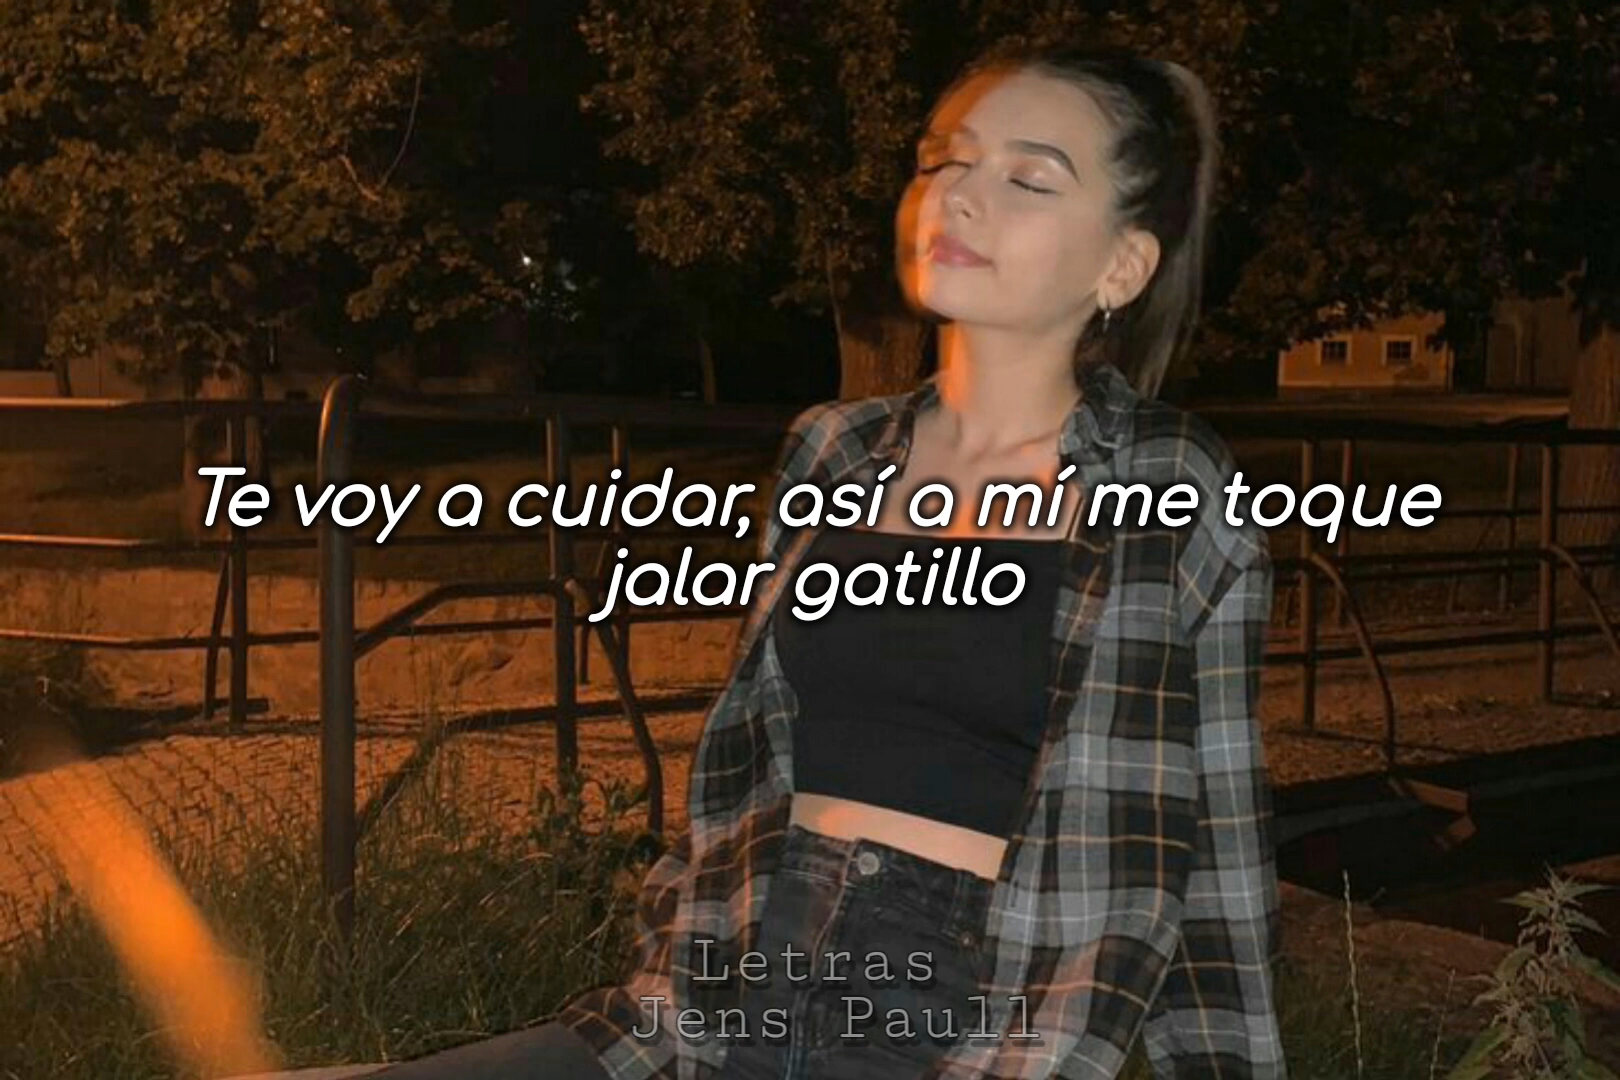 Te voy a cuidar, así a mí me toque
jalar gatillo
Letras
Jens Paull